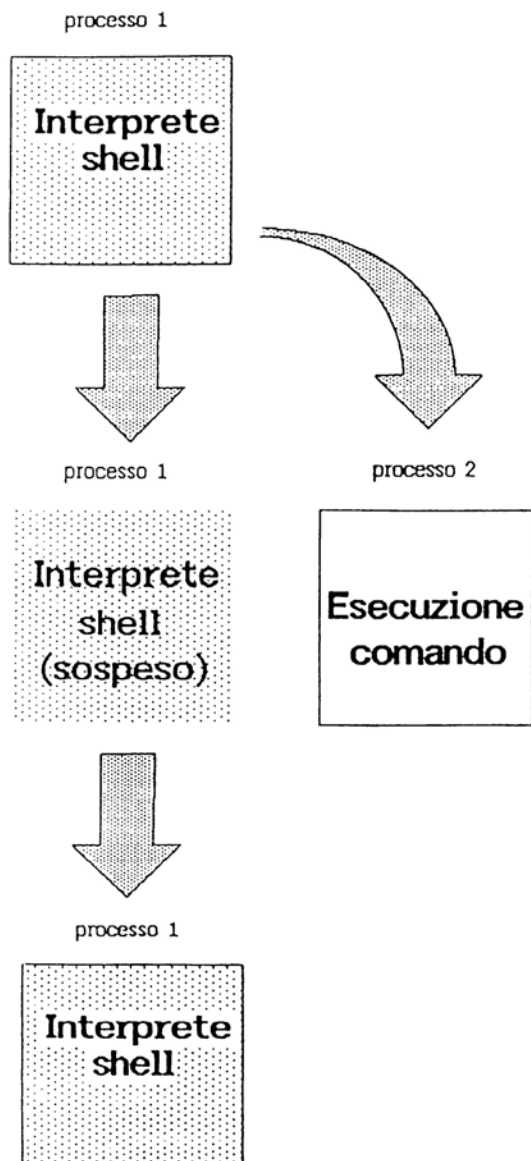 processo 1
Interprete
shell
processo 1
processo 2
Interprete
shell
(sospeso)
Esecuzione
comando
processo 1
Interprete
shell